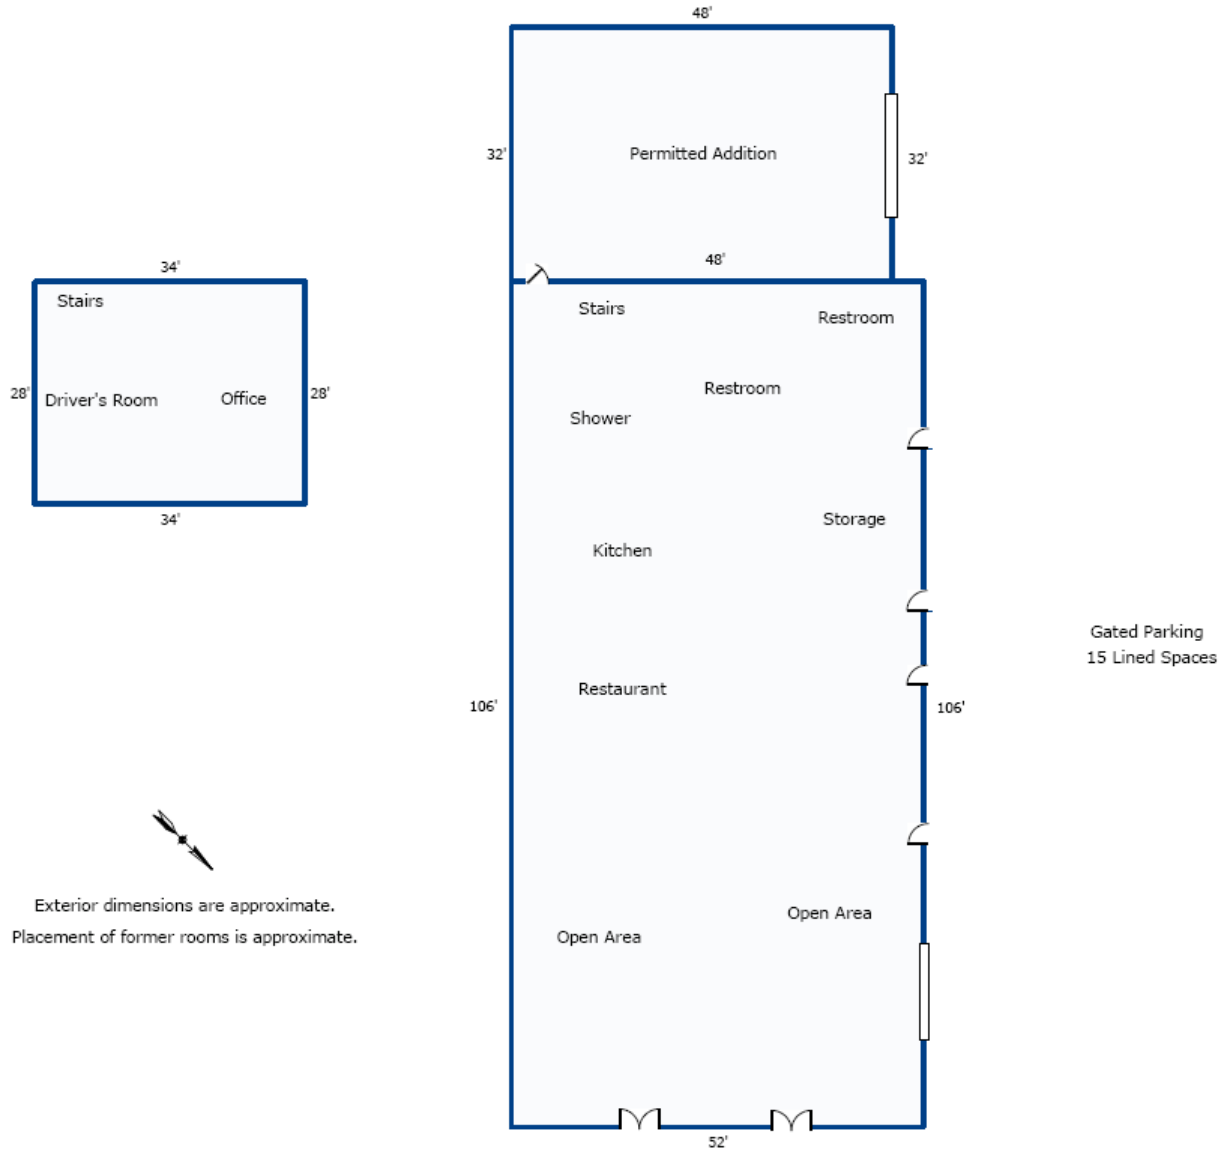 48'
32'
Permitted Addition
32'
48'
34'
Stairs
28'
Driver's Room
Office
28'
34'
Stairs
Restroom
Restroom
Shower
Storage
Kitchen
Restaurant
106'
106'
Gated Parking
15 Lined Spaces
Open Area
Open Area
52'
Exterior dimensions are approximate.
Placement of former rooms is approximate.